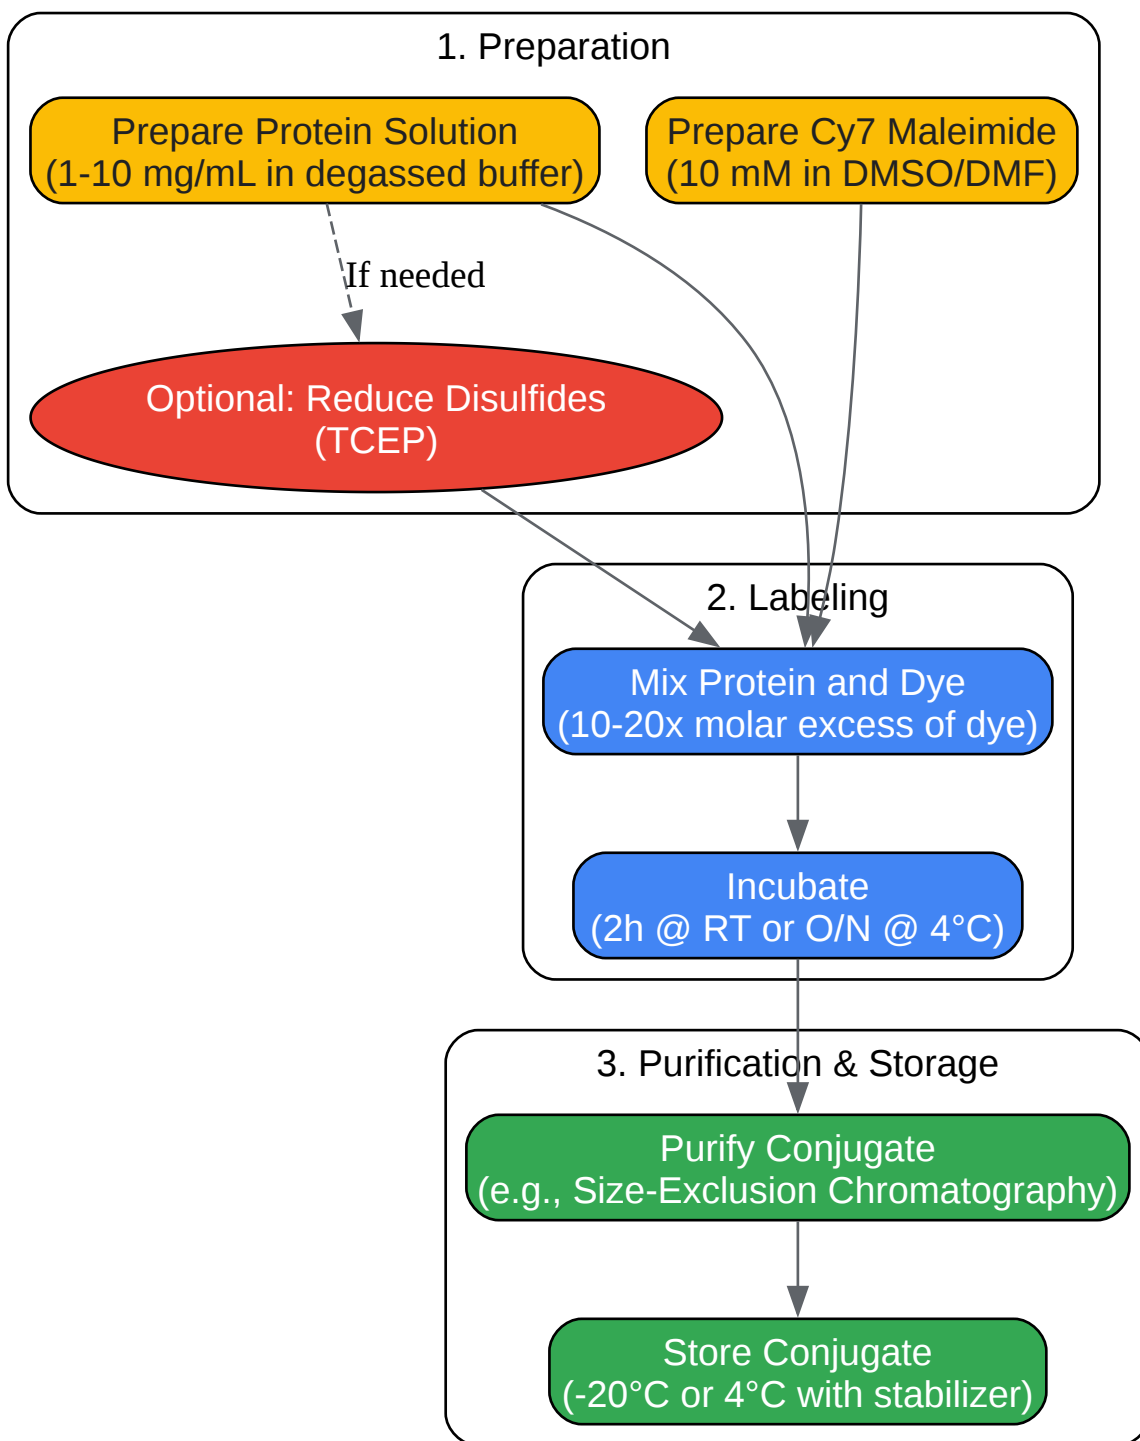 1. Preparation
Prepare Protein Solution
(1-10 mg/mL in degassed buffer)
Prepare Cy7 Maleimide
(10 mM in DMSO/DMF)
If needed
Optional: Reduce Disulfides
(TCEP)
2. Labeling
Mix Protein and Dye
(10-20x molar excess of dye)
Incubate
(2h @ RT or O/N @ 4°C)
3. Purification & Storage
Purify Conjugate
(e.g., Size-Exclusion Chromatography)
Store Conjugate
(-20°C or 4°C with stabilizer)